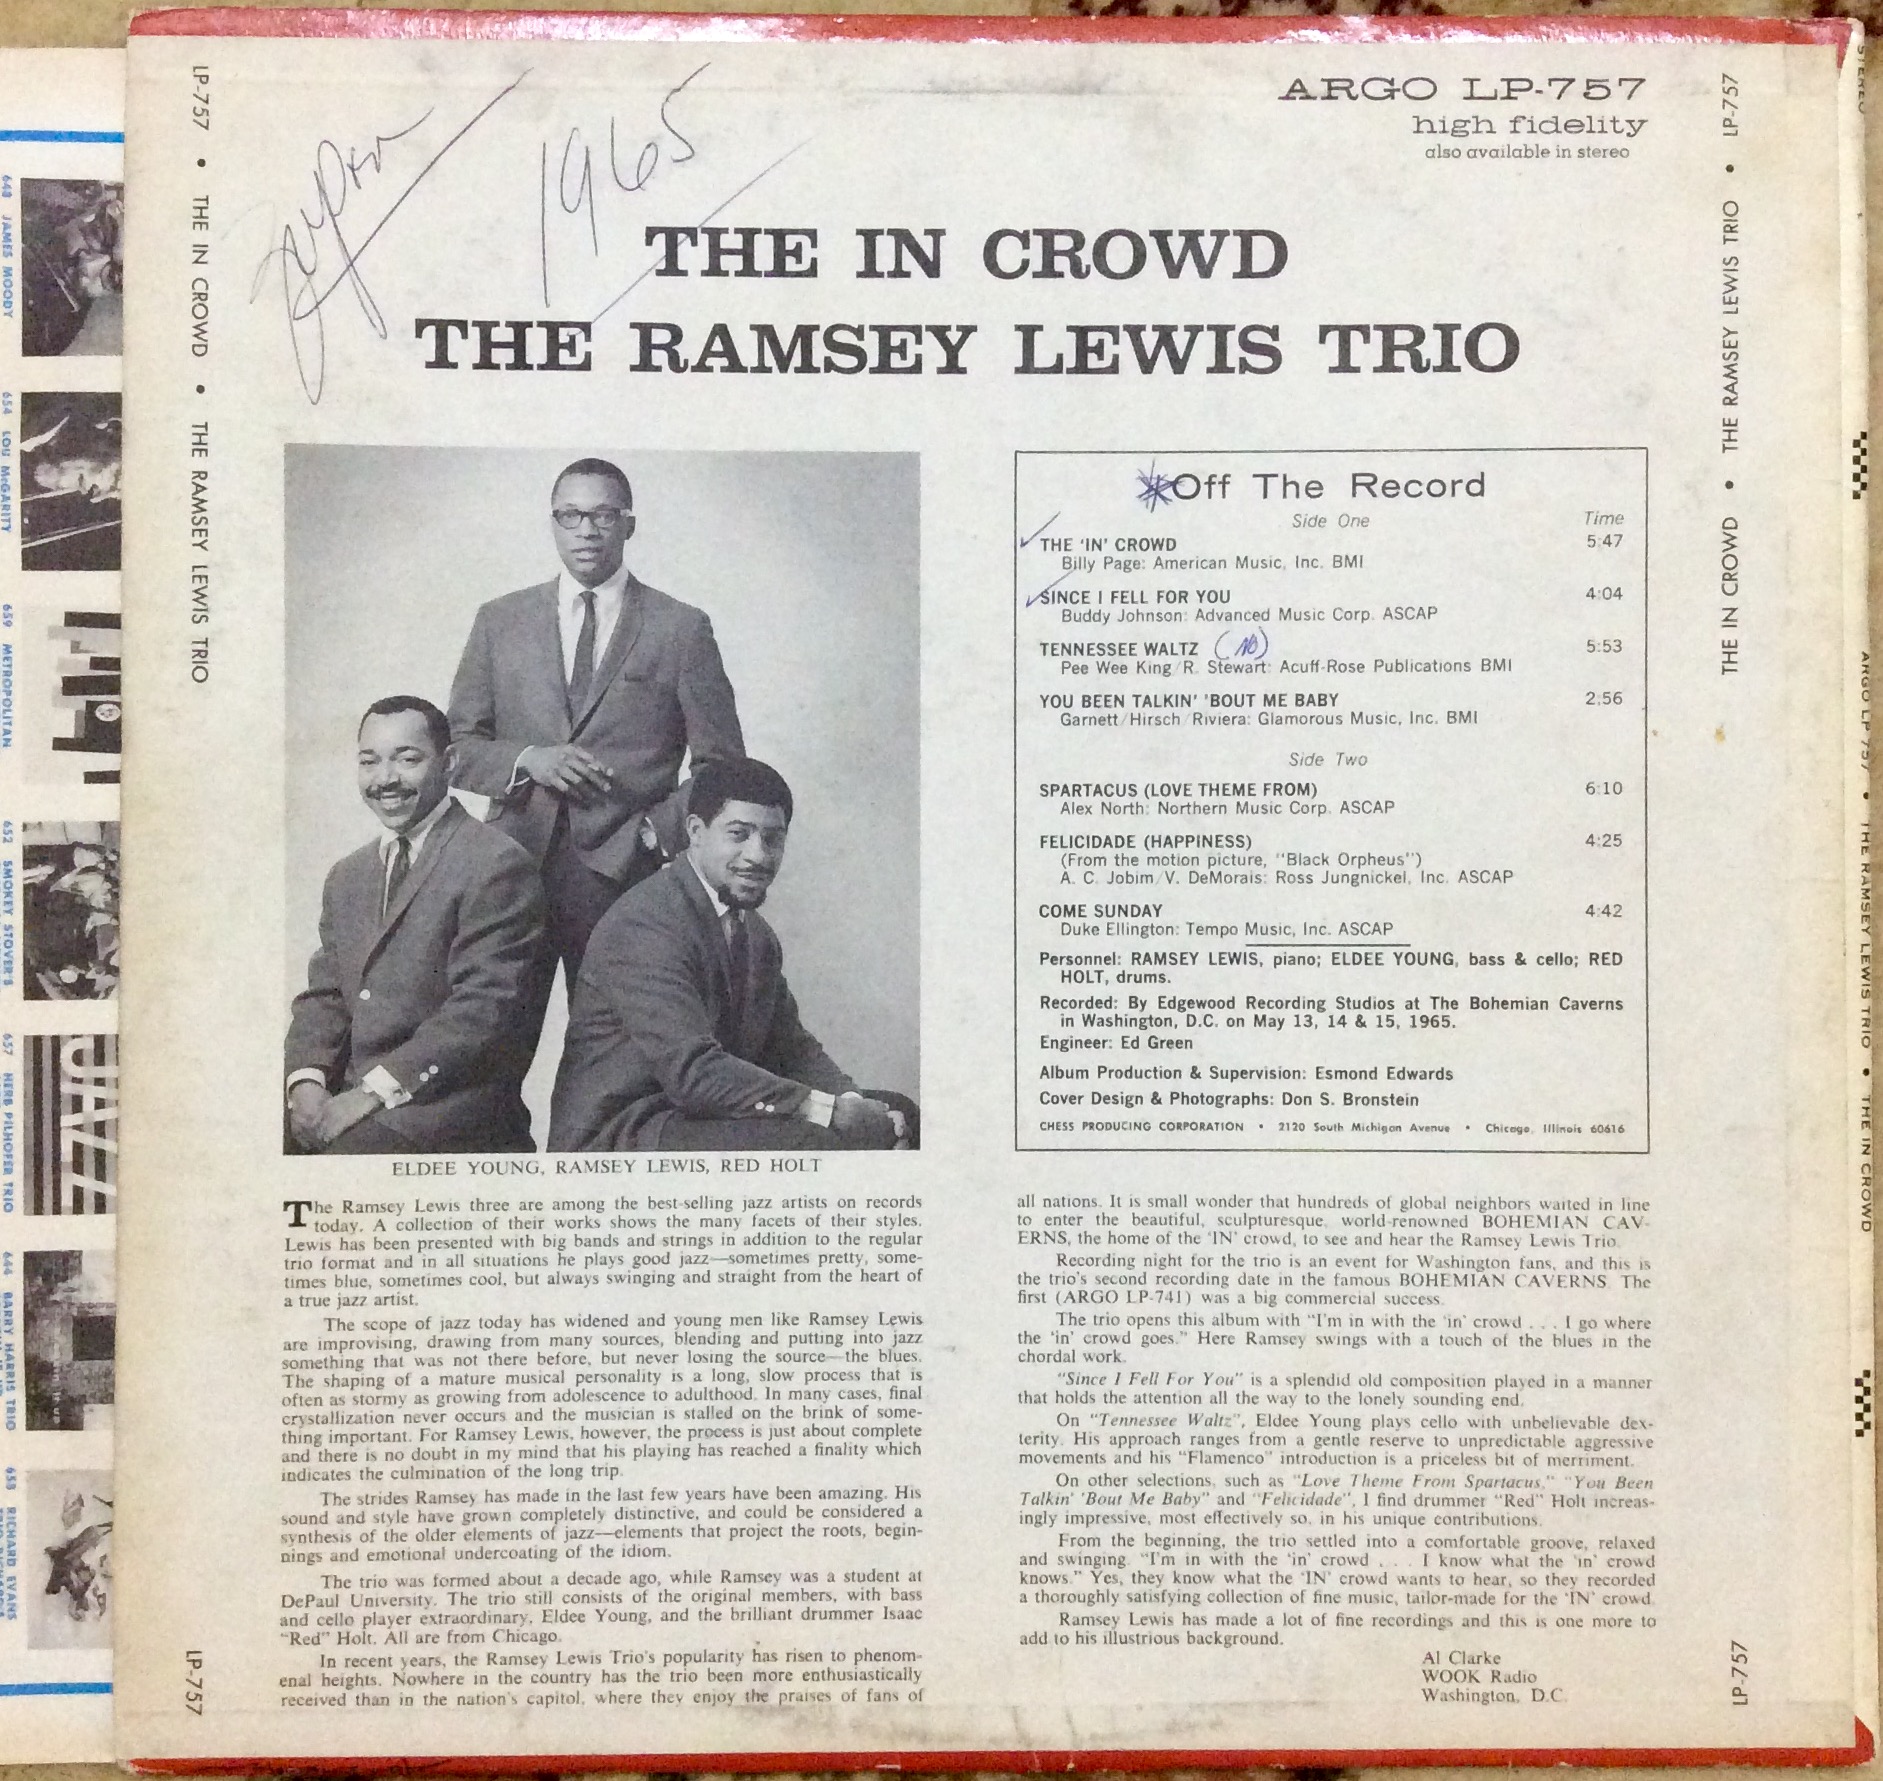 ARGO LP-757
high fidelity
also available in stereo
1965
THE IN CROWD
THE RAMSEY LEWIS TRIO
LP-757 • THE IN CROWD • THE RAMSEY LEWIS TRIO
LP-757
ELDEE YOUNG, RAMSEY LEWIS, RED HOLT
*Off The Record
Side One Time
THE 'IN' CROWD 5:47
Billy Page: American Music, Inc. BMI
SINCE I FELL FOR YOU 4:04
Buddy Johnson: Advanced Music Corp. ASCAP
TENNESSEE WALTZ (NO) 5:53
Pee Wee King/R. Stewart: Acuff-Rose Publications BMI
YOU BEEN TALKIN' 'BOUT ME BABY 2:56
Garnett/Hirsch/Riviera: Glamorous Music, Inc. BMI
Side Two
SPARTACUS (LOVE THEME FROM) 6:10
Alex North: Northern Music Corp. ASCAP
FELICIDADE (HAPPINESS) 4:25
(From the motion picture, "Black Orpheus")
A. C. Jobim/V. DeMorais: Ross Jungnickel, Inc. ASCAP
COME SUNDAY 4:42
Duke Ellington: Tempo Music, Inc. ASCAP
Personnel: RAMSEY LEWIS, piano; ELDEE YOUNG, bass & cello; RED
HOLT, drums.
Recorded: By Edgewood Recording Studios at The Bohemian Caverns
in Washington, D.C. on May 13, 14 & 15, 1965.
Engineer: Ed Green
Album Production & Supervision: Esmond Edwards
Cover Design & Photographs: Don S. Bronstein
CHESS PRODUCING CORPORATION • 2120 South Michigan Avenue • Chicago, Illinois 60616
The Ramsey Lewis three are among the best-selling jazz artists on records
today. A collection of their works shows the many facets of their styles.
Lewis has been presented with big bands and strings in addition to the regular
trio format and in all situations he plays good jazz—sometimes pretty, some-
times blue, sometimes cool, but always swinging and straight from the heart of
a true jazz artist.
The scope of jazz today has widened and young men like Ramsey Lewis
are improvising, drawing from many sources, blending and putting into jazz
something that was not there before, but never losing the source—the blues.
The shaping of a mature musical personality is a long, slow process that is
often as stormy as growing from adolescence to adulthood. In many cases, final
crystallization never occurs and the musician is stalled on the brink of some-
thing important. For Ramsey Lewis, however, the process is just about complete
and there is no doubt in my mind that his playing has reached a finality which
indicates the culmination of the long trip.
The strides Ramsey has made in the last few years have been amazing. His
sound and style have grown completely distinctive, and could be considered a
synthesis of the older elements of jazz—elements that project the roots, begin-
nings and emotional undercoating of the idiom.
The trio was formed about a decade ago, while Ramsey was a student at
DePaul University. The trio still consists of the original members, with bass
and cello player extraordinary, Eldee Young, and the brilliant drummer Isaac
"Red" Holt. All are from Chicago.
In recent years, the Ramsey Lewis Trio's popularity has risen to phenom-
enal heights. Nowhere in the country has the trio been more enthusiastically
received than in the nation's capitol, where they enjoy the praises of fans of
all nations. It is small wonder that hundreds of global neighbors waited in line
to enter the beautiful, sculpturesque, world-renowned BOHEMIAN CAV-
ERNS, the home of the 'IN' crowd, to see and hear the Ramsey Lewis Trio.
Recording night for the trio is an event for Washington fans, and this is
the trio's second recording date in the famous BOHEMIAN CAVERNS. The
first (ARGO LP-741) was a big commercial success.
The trio opens this album with "I'm in with the 'in' crowd . . . I go where
the 'in' crowd goes." Here Ramsey swings with a touch of the blues in the
chordal work.
"Since I Fell For You" is a splendid old composition played in a manner
that holds the attention all the way to the lonely sounding end.
On "Tennessee Waltz", Eldee Young plays cello with unbelievable dex-
terity. His approach ranges from a gentle reserve to unpredictable aggressive
movements and his "Flamenco" introduction is a priceless bit of merriment.
On other selections, such as "Love Theme From Spartacus," "You Been
Talkin' 'Bout Me Baby" and "Felicidade", I find drummer "Red" Holt increas-
ingly impressive, most effectively so, in his unique contributions.
From the beginning, the trio settled into a comfortable groove, relaxed
and swinging. "I'm in with the 'in' crowd . . . I know what the 'in' crowd
knows." Yes, they know what the 'IN' crowd wants to hear, so they recorded
a thoroughly satisfying collection of fine music, tailor-made for the 'IN' crowd.
Ramsey Lewis has made a lot of fine recordings and this is one more to
add to his illustrious background.
Al Clarke
WOOK Radio
Washington, D.C.
THE IN CROWD • THE RAMSEY LEWIS TRIO • LP-757
LP-757
STEREO
ARGO LP 757 • THE RAMSEY LEWIS TRIO • THE IN CROWD
648 JAMES MOODY
654 LOU McGARITY
659 METROPOLITAN
652 SMOKEY STOVER'S
657 HERB PILHOFER TRIO
644 BARRY HARRIS TRIO
658 RICHARD EVANS